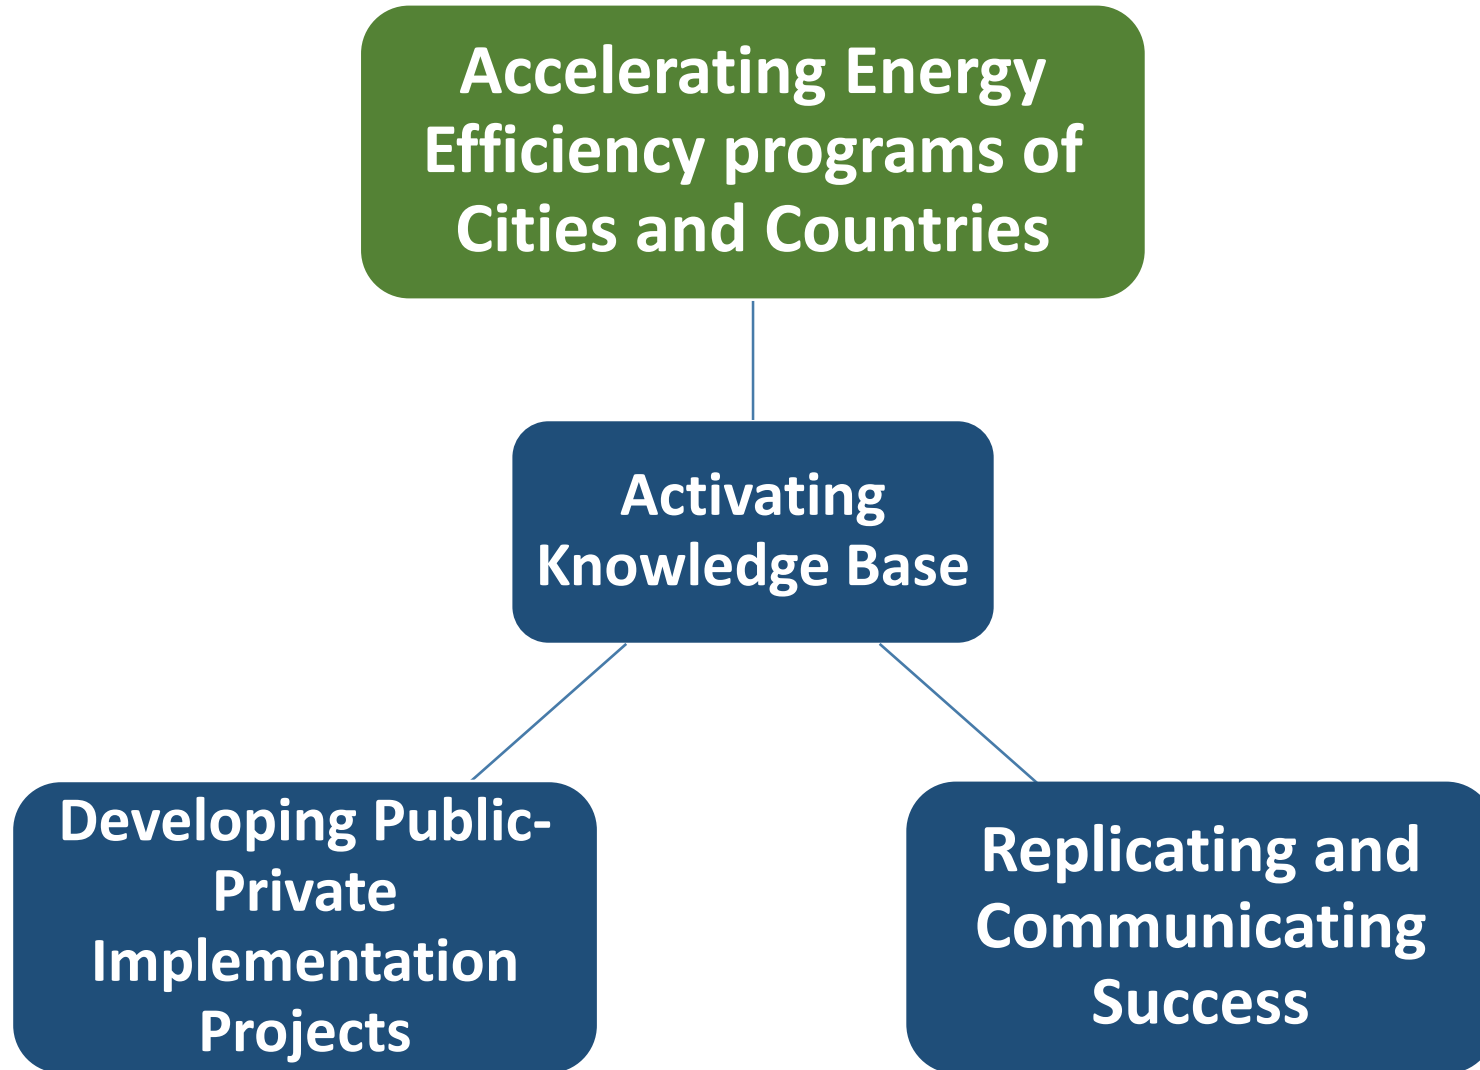 Accelerating Energy
Efficiency programs of
Cities and Countries
Activating
Knowledge Base
Developing Public-
Private
Implementation
Projects
Replicating and
Communicating
Success